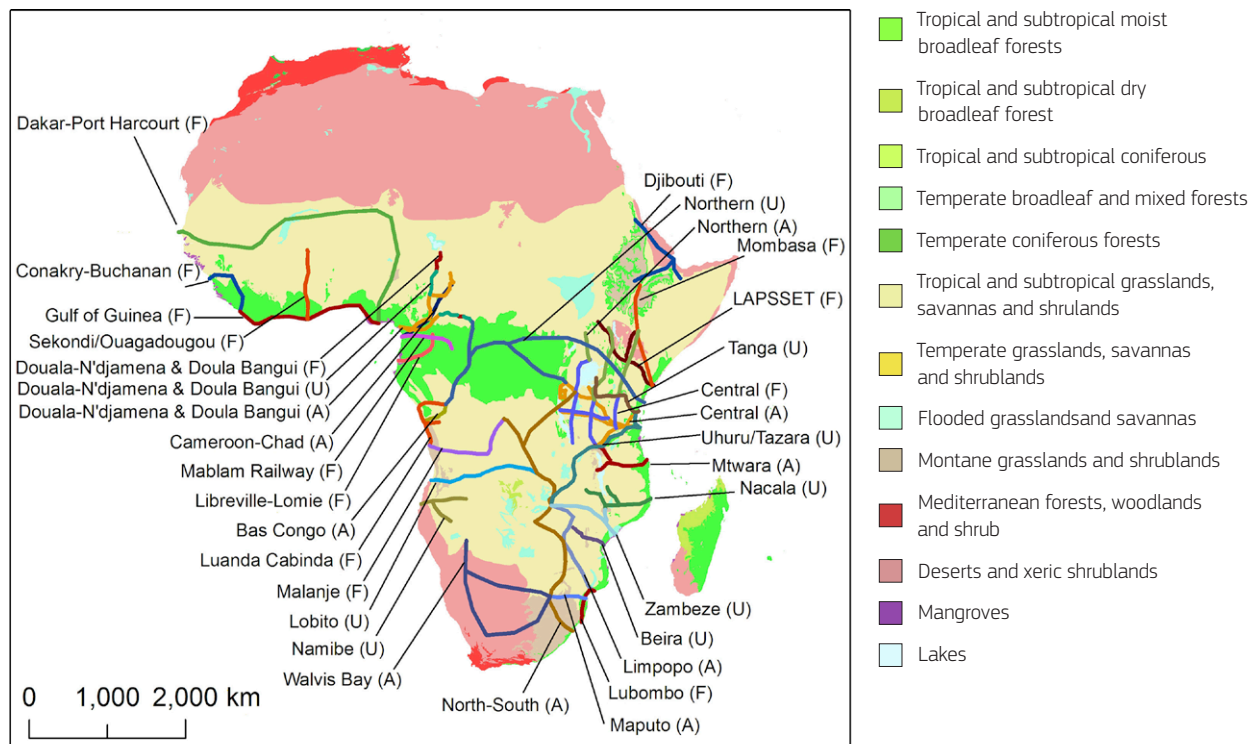 Dakar-Port Harcourt (F)
Conakry-Buchanan (F)
Gulf of Guinea (F)
Sekondi/Ouagadougou (F)
Douala-N'djamena & Doula Bangui (F)
Douala-N'djamena & Doula Bangui (U)
Douala-N'djamena & Doula Bangui (A)
Cameroon-Chad (A)
Mablam Railway (F)
Libreville-Lomie (F)
Bas Congo (A)
Luanda Cabinda (F)
Malanje (F)
Lobito (U)
Namibe (U)
Walvis Bay (A)
North-South (A)
Djibouti (F)
Northern (U)
Northern (A)
Mombasa (F)
LAPSSET (F)
Tanga (U)
Central (F)
Central (A)
Uhuru/Tazara (U)
Mtwara (A)
Nacala (U)
Zambeze (U)
Beira (U)
Limpopo (A)
Lubombo (F)
Maputo (A)
0 1,000 2,000 km
Tropical and subtropical moist
broadleaf forests
Tropical and subtropical dry
broadleaf forest
Tropical and subtropical coniferous
Temperate broadleaf and mixed forests
Temperate coniferous forests
Tropical and subtropical grasslands,
savannas and shrulands
Temperate grasslands, savannas
and shrublands
Flooded grasslandsand savannas
Montane grasslands and shrublands
Mediterranean forests, woodlands
and shrub
Deserts and xeric shrublands
Mangroves
Lakes